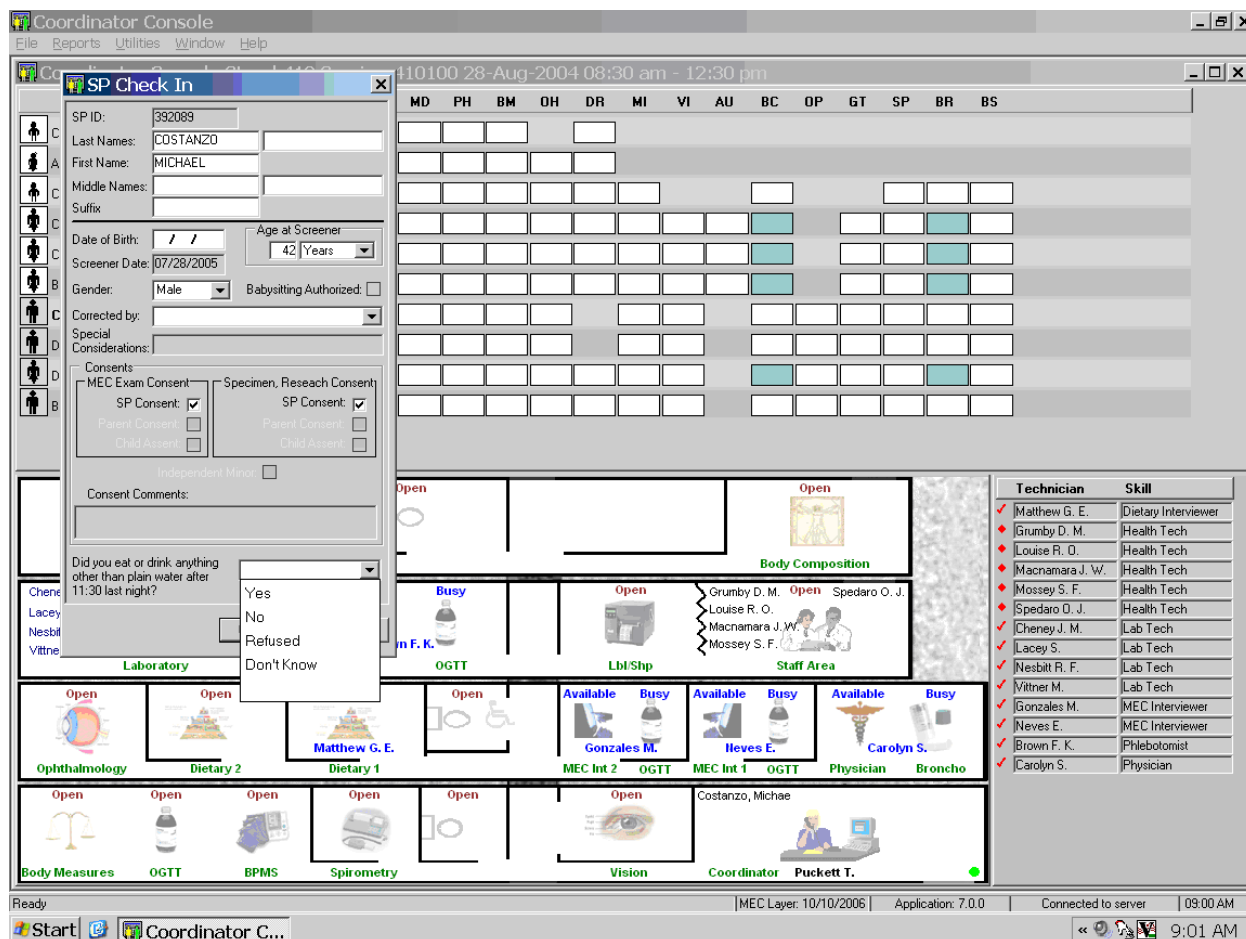 Coordinator Console
File Reports Utilities Window Help
410100 28-Aug-2004 08:30 am - 12:30 pm
SP Check In
MD PH BM OH DR MI VI AU BC OP GT SP BR BS
SP ID: 392089
Last Names: COSTANZO
First Name: MICHAEL
Middle Names:
Suffix
Date of Birth: / /
Age at Screener
42 Years
Screener Date: 07/28/2005
Gender: Male Babysitting Authorized:
Corrected by:
Special
Considerations:
Consents
MEC Exam Consent Specimen, Reseach Consent
SP Consent: SP Consent:
Parent Consent: Parent Consent:
Child Assent: Child Assent:
Independent Minor:
Consent Comments:
Did you eat or drink anything
other than plain water after
11:30 last night?
Yes
No
Refused
Don't Know
C
A
C
C
C
B
C
D
D
B
Open Open
Body Composition
Busy Open Grumby D. M. Open Spedaro O. J.
Lacey Louise R. O.
Macnamara J. W.
Mossey S. F.
Laboratory OGTT Lbl/Shp Staff Area
Open Open Open Available Busy Available Busy Available Busy
Matthew G. E. Gonzales M. Neves E. Carolyn S.
Ophthalmology Dietary 2 Dietary 1 MEC Int 2 OGTT MEC Int 1 OGTT Physician Broncho
Open Open Open Open Open Open Costanzo, Michae
Body Measures OGTT BPMS Spirometry Vision Coordinator Puckett T.
Technician Skill
Matthew G. E. Dietary Interviewer
Grumby D. M. Health Tech
Louise R. O. Health Tech
Macnamara J. W. Health Tech
Mossey S. F. Health Tech
Spedaro O. J. Health Tech
Cheney J. M. Lab Tech
Lacey S. Lab Tech
Nesbitt R. F. Lab Tech
Vittner M. Lab Tech
Gonzales M. MEC Interviewer
Neves E. MEC Interviewer
Brown F. K. Phlebotomist
Carolyn S. Physician
Ready MEC Layer: 10/10/2006 Application: 7.0.0 Connected to server 09:00 AM
Start Coordinator C... « 9:01 AM